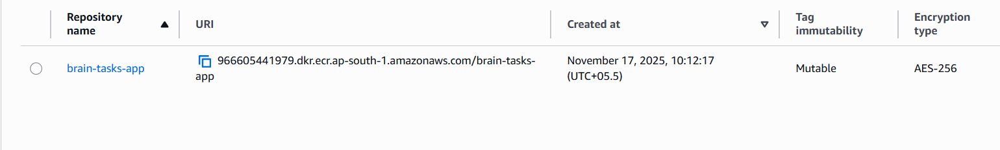 Repository name
URI
Created at
Tag immutability
Encryption type
brain-tasks-app
966605441979.dkr.ecr.ap-south-1.amazonaws.com/brain-tasks-
app
November 17, 2025, 10:12:17
(UTC+05.5)
Mutable
AES-256